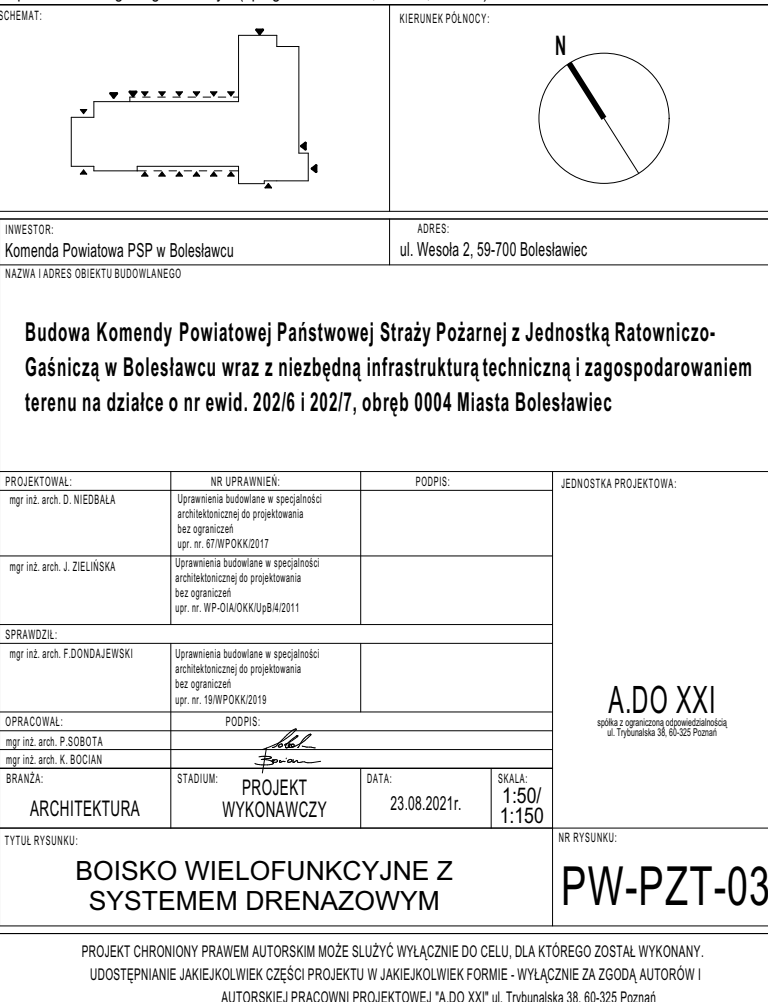 SCHEMAT:
KIERUNEK PÓŁNOCY:
N
INWESTOR:
Komenda Powiatowa PSP w Bolesławcu
ADRES:
ul. Wesoła 2, 59-700 Bolesławiec
NAZWA I ADRES OBIEKTU BUDOWLANEGO
Budowa Komendy Powiatowej Państwowej Straży Pożarnej z Jednostką Ratowniczo-
Gaśniczą w Bolesławcu wraz z niezbędną infrastrukturą techniczną i zagospodarowaniem
terenu na działce o nr ewid. 202/6 i 202/7, obręb 0004 Miasta Bolesławiec
PROJEKTOWAŁ:
NR UPRAWNIEŃ:
PODPIS:
mgr inż. arch. D. NIEDBAŁA
Uprawnienia budowlane w specjalności
architektonicznej do projektowania
bez ograniczeń
upr. nr. 67/WPOKK/2017
mgr inż. arch. J. ZIELIŃSKA
Uprawnienia budowlane w specjalności
architektonicznej do projektowania
bez ograniczeń
upr. nr. WP-OIA/OKK/UpB/4/2011
SPRAWDZIŁ:
mgr inż. arch. F.DONDAJEWSKI
Uprawnienia budowlane w specjalności
architektonicznej do projektowania
bez ograniczeń
upr. nr. 19/WPOKK/2019
OPRACOWAŁ:
PODPIS:
mgr inż. arch. P.SOBOTA
mgr inż. arch. K. BOCIAN
Bocian
JEDNOSTKA PROJEKTOWA:
A.DO XXI
spółka z ograniczoną odpowiedzialnością
ul. Trybunalska 38, 60-325 Poznań
BRANŻA:
ARCHITEKTURA
STADIUM:
PROJEKT
WYKONAWCZY
DATA:
23.08.2021r.
SKALA:
1:50/
1:150
TYTUŁ RYSUNKU:
BOISKO WIELOFUNKCYJNE Z
SYSTEMEM DRENAZOWYM
NR RYSUNKU:
PW-PZT-03
PROJEKT CHRONIONY PRAWEM AUTORSKIM MOŻE SLUŻYĆ WYŁĄCZNIE DO CELU, DLA KTÓREGO ZOSTAŁ WYKONANY.
UDOSTĘPNIANIE JAKIEJKOLWIEK CZĘŚCI PROJEKTU W JAKIEJKOLWIEK FORMIE - WYŁĄCZNIE ZA ZGODĄ AUTORÓW I
AUTORSKIEJ PRACOWNI PROJEKTOWEJ "A.DO XXI" ul. Trybunalska 38, 60-325 Poznań